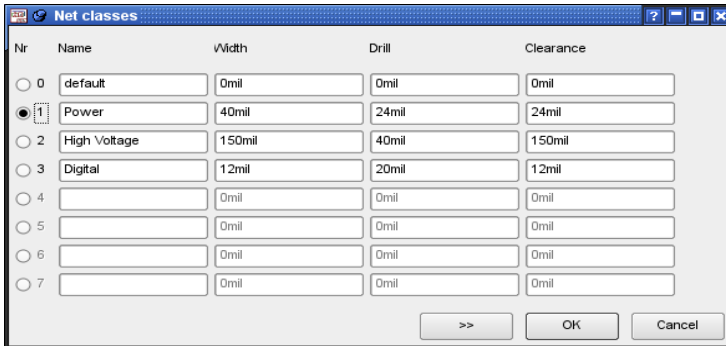 Net classes ?
Nr Name Width Drill Clearance
0 default 0mil 0mil 0mil
1 Power 40mil 24mil 24mil
2 High Voltage 150mil 40mil 150mil
3 Digital 12mil 20mil 12mil
4 0mil 0mil 0mil
5 0mil 0mil 0mil
6 0mil 0mil 0mil
7 0mil 0mil 0mil
>> OK Cancel